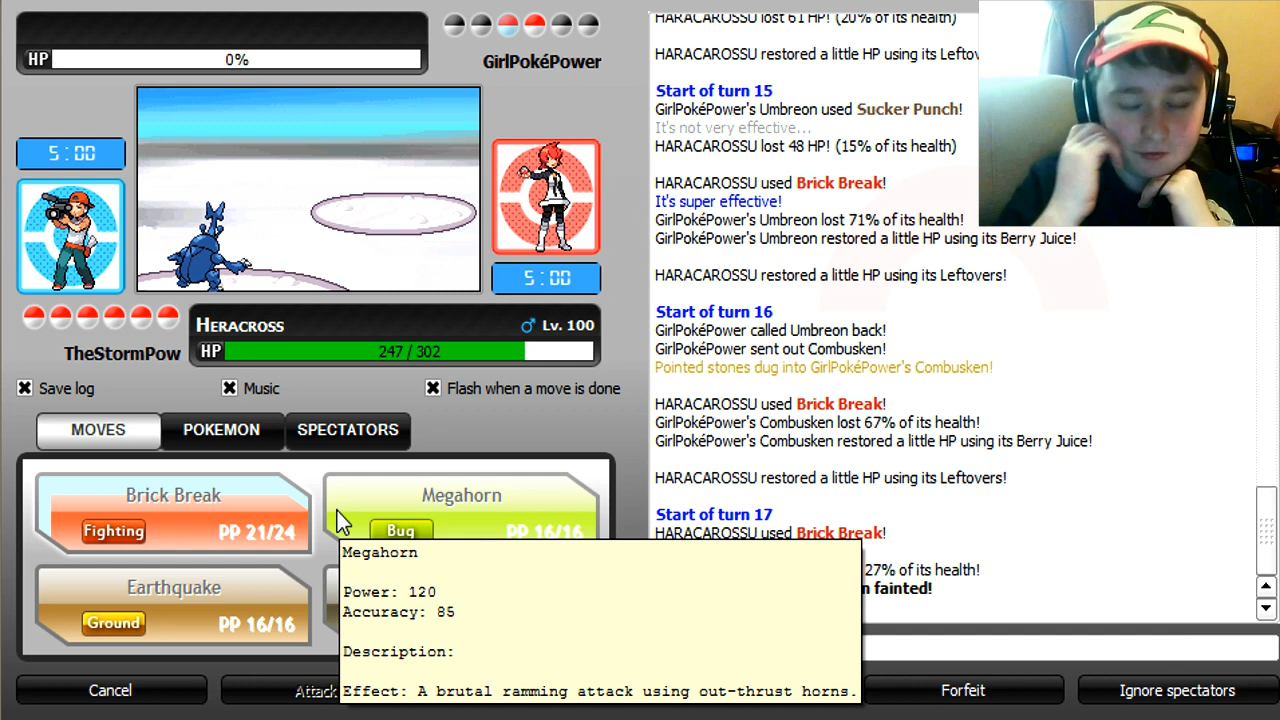 HP 0%
GirlPokéPower
5:00
5:00
HERACROSS ♂ Lv. 100
HP 247 / 302
TheStormPow
Save log
Music
Flash when a move is done
MOVES
POKEMON
SPECTATORS
Brick Break
Fighting PP 21/24
Megahorn
Bug PP 16/16
Earthquake
Ground PP 16/16
Megahorn
Power: 120
Accuracy: 85
Description:
Effect: A brutal ramming attack using out-thrust horns.
Cancel
Attack
Forfeit
Ignore spectators
HARACAROSSU lost 61 HP! (20% of its health)
HARACAROSSU restored a little HP using its Leftov
Start of turn 15
GirlPokéPower's Umbreon used Sucker Punch!
It's not very effective...
HARACAROSSU lost 48 HP! (15% of its health)
HARACAROSSU used Brick Break!
It's super effective!
GirlPokéPower's Umbreon lost 71% of its health!
GirlPokéPower's Umbreon restored a little HP using its Berry Juice!
HARACAROSSU restored a little HP using its Leftovers!
Start of turn 16
GirlPokéPower called Umbreon back!
GirlPokéPower sent out Combusken!
Pointed stones dug into GirlPokéPower's Combusken!
HARACAROSSU used Brick Break!
GirlPokéPower's Combusken lost 67% of its health!
GirlPokéPower's Combusken restored a little HP using its Berry Juice!
HARACAROSSU restored a little HP using its Leftovers!
Start of turn 17
HARACAROSSU used Brick Break!
27% of its health!
n fainted!